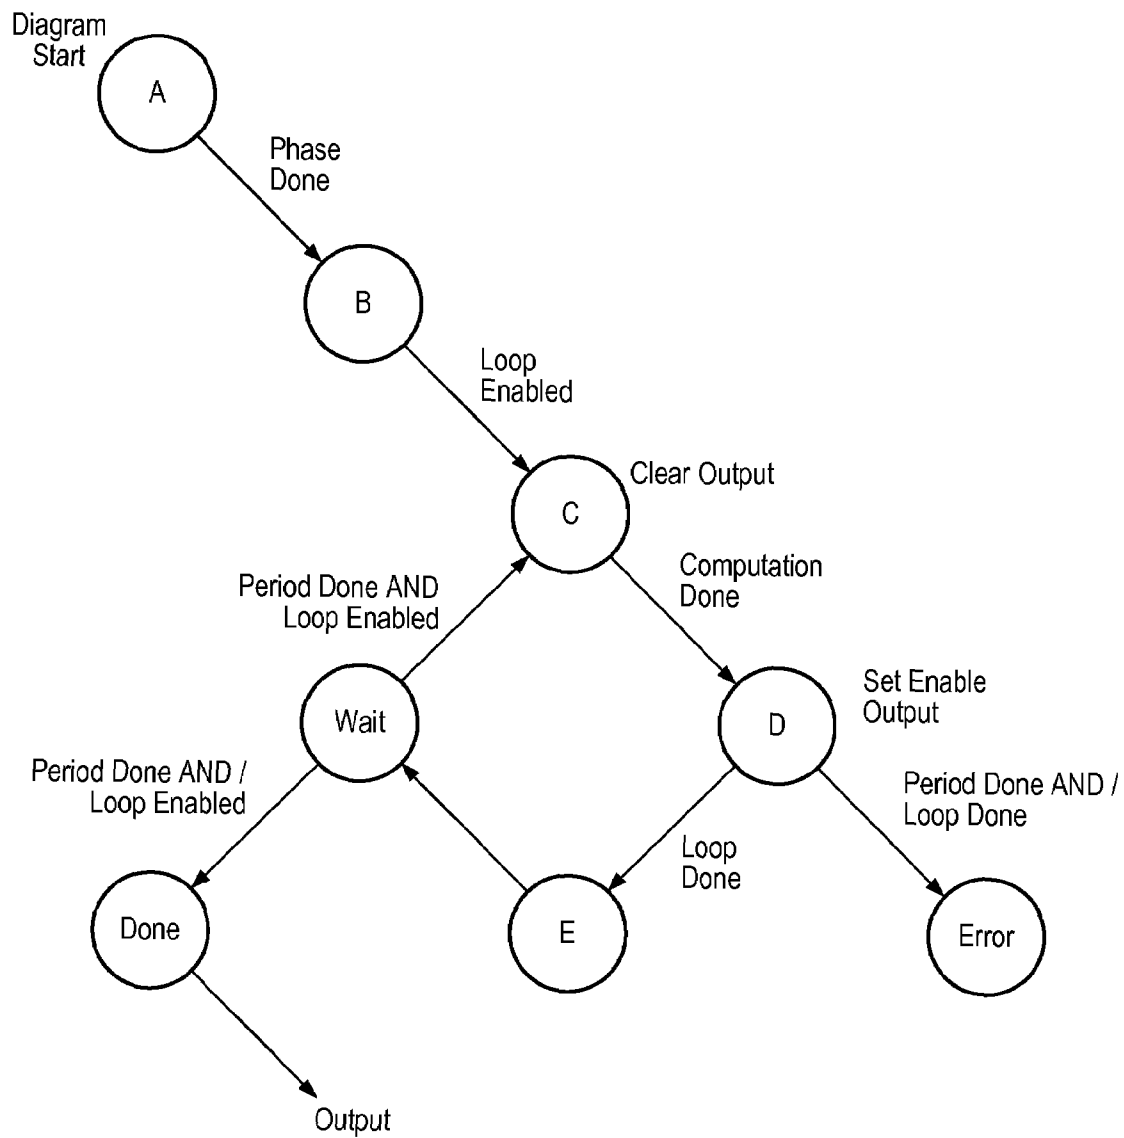 Diagram
Start
A
Phase
Done
B
Loop
Enabled
C
Clear Output
Computation
Done
Period Done AND
Loop Enabled
Wait
D
Set Enable
Output
Period Done AND /
Loop Enabled
Period Done AND /
Loop Done
Loop
Done
Done
E
Error
Output